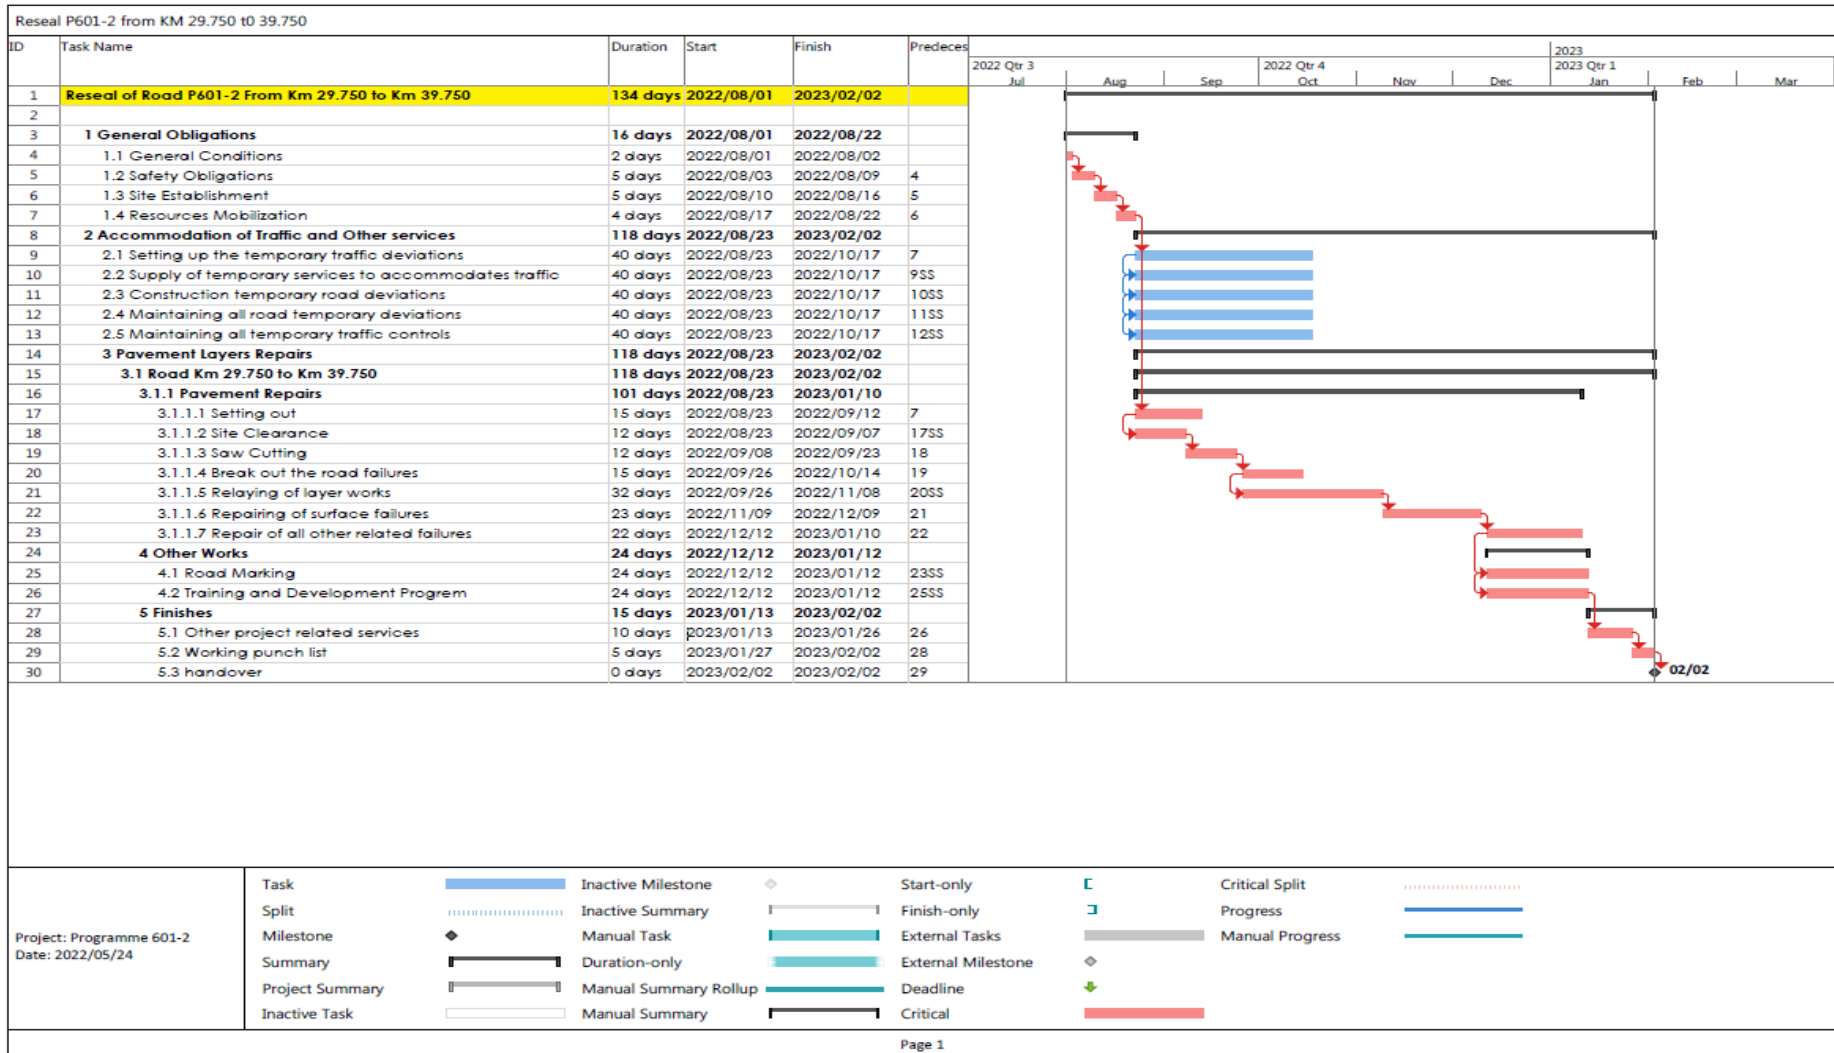 Reseal P601-2 from KM 29.750 t0 39.750
ID Task Name Duration Start Finish Predeces
2023
2022 Qtr 3 2022 Qtr 4 2023 Qtr 1
Jul Aug Sep Oct Nov Dec Jan Feb Mar
1 Reseal of Road P601-2 From Km 29.750 to Km 39.750 134 days 2022/08/01 2023/02/02
2
3 1 General Obligations 16 days 2022/08/01 2022/08/22
4 1.1 General Conditions 2 days 2022/08/01 2022/08/02
5 1.2 Safety Obligations 5 days 2022/08/03 2022/08/09 4
6 1.3 Site Establishment 5 days 2022/08/10 2022/08/16 5
7 1.4 Resources Mobilization 4 days 2022/08/17 2022/08/22 6
8 2 Accommodation of Traffic and Other services 118 days 2022/08/23 2023/02/02
9 2.1 Setting up the temporary traffic deviations 40 days 2022/08/23 2022/10/17 7
10 2.2 Supply of temporary services to accommodates traffic 40 days 2022/08/23 2022/10/17 9SS
11 2.3 Construction temporary road deviations 40 days 2022/08/23 2022/10/17 10SS
12 2.4 Maintaining all road temporary deviations 40 days 2022/08/23 2022/10/17 11SS
13 2.5 Maintaining all temporary traffic controls 40 days 2022/08/23 2022/10/17 12SS
14 3 Pavement Layers Repairs 118 days 2022/08/23 2023/02/02
15 3.1 Road Km 29.750 to Km 39.750 118 days 2022/08/23 2023/02/02
16 3.1.1 Pavement Repairs 101 days 2022/08/23 2023/01/10
17 3.1.1.1 Setting out 15 days 2022/08/23 2022/09/12 7
18 3.1.1.2 Site Clearance 12 days 2022/08/23 2022/09/07 17SS
19 3.1.1.3 Saw Cutting 12 days 2022/09/08 2022/09/23 18
20 3.1.1.4 Break out the road failures 15 days 2022/09/26 2022/10/14 19
21 3.1.1.5 Relaying of layer works 32 days 2022/09/26 2022/11/08 20SS
22 3.1.1.6 Repairing of surface failures 23 days 2022/11/09 2022/12/09 21
23 3.1.1.7 Repair of all other related failures 22 days 2022/12/12 2023/01/10 22
24 4 Other Works 24 days 2022/12/12 2023/01/12
25 4.1 Road Marking 24 days 2022/12/12 2023/01/12 23SS
26 4.2 Training and Development Progrem 24 days 2022/12/12 2023/01/12 25SS
27 5 Finishes 15 days 2023/01/13 2023/02/02
28 5.1 Other project related services 10 days 2023/01/13 2023/01/26 26
29 5.2 Working punch list 5 days 2023/01/27 2023/02/02 28
30 5.3 handover 0 days 2023/02/02 2023/02/02 29 02/02
Project: Programme 601-2
Date: 2022/05/24
Task Inactive Milestone Start-only Critical Split
Split Inactive Summary Finish-only Progress
Milestone Manual Task External Tasks Manual Progress
Summary Duration-only External Milestone
Project Summary Manual Summary Rollup Deadline
Inactive Task Manual Summary Critical
Page 1